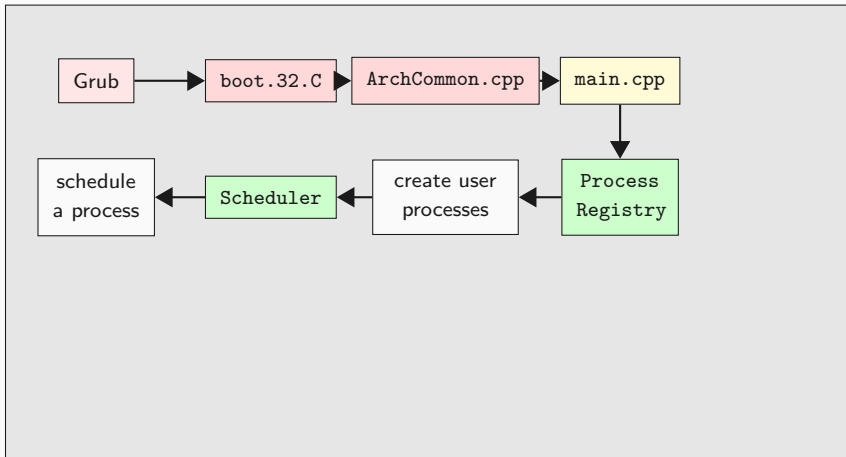 Grub
boot.32.C
ArchCommon.cpp
main.cpp
Process
Registry
create user
processes
Scheduler
schedule
a process